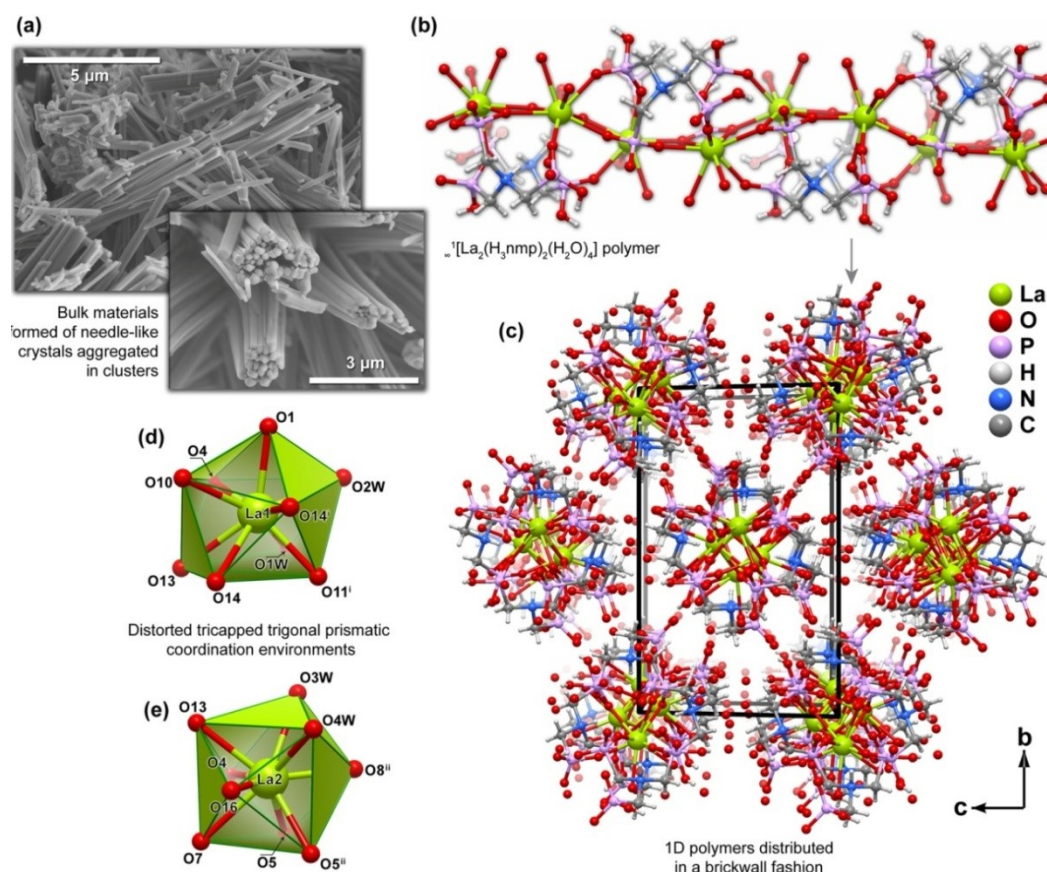 (a)
5 µm
3 µm
Bulk materials
formed of needle-like
crystals aggregated
in clusters
(b)
∞¹[La₂(H₃nmp)₂(H₂O)₄] polymer
(c)
La
O
P
H
N
C
b
c
1D polymers distributed
in a brickwall fashion
(d)
O1
O4
O10
O2W
La1
O14ⁱ
O1W
O13
O14
O11ⁱ
Distorted tricapped trigonal prismatic
coordination environments
(e)
O3W
O13
O4W
O4
La2
O8ⁱⁱ
O16
O7
O5
O5ⁱⁱ